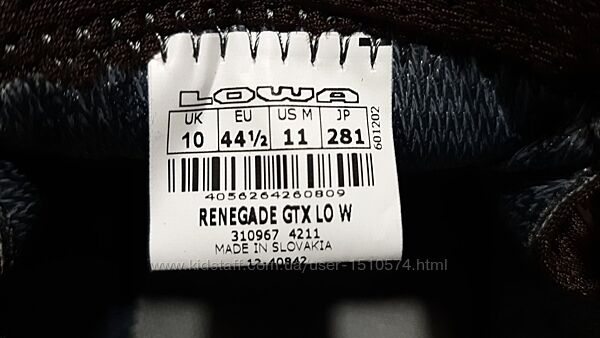 LOWA
UK EU US M JP
10 44½ 11 281
601202
4056264260809
RENEGADE GTX LO W
310967 4211
MADE IN SLOVAKIA
12-40842
www.kidstaff.com.ua/user-1510574.html